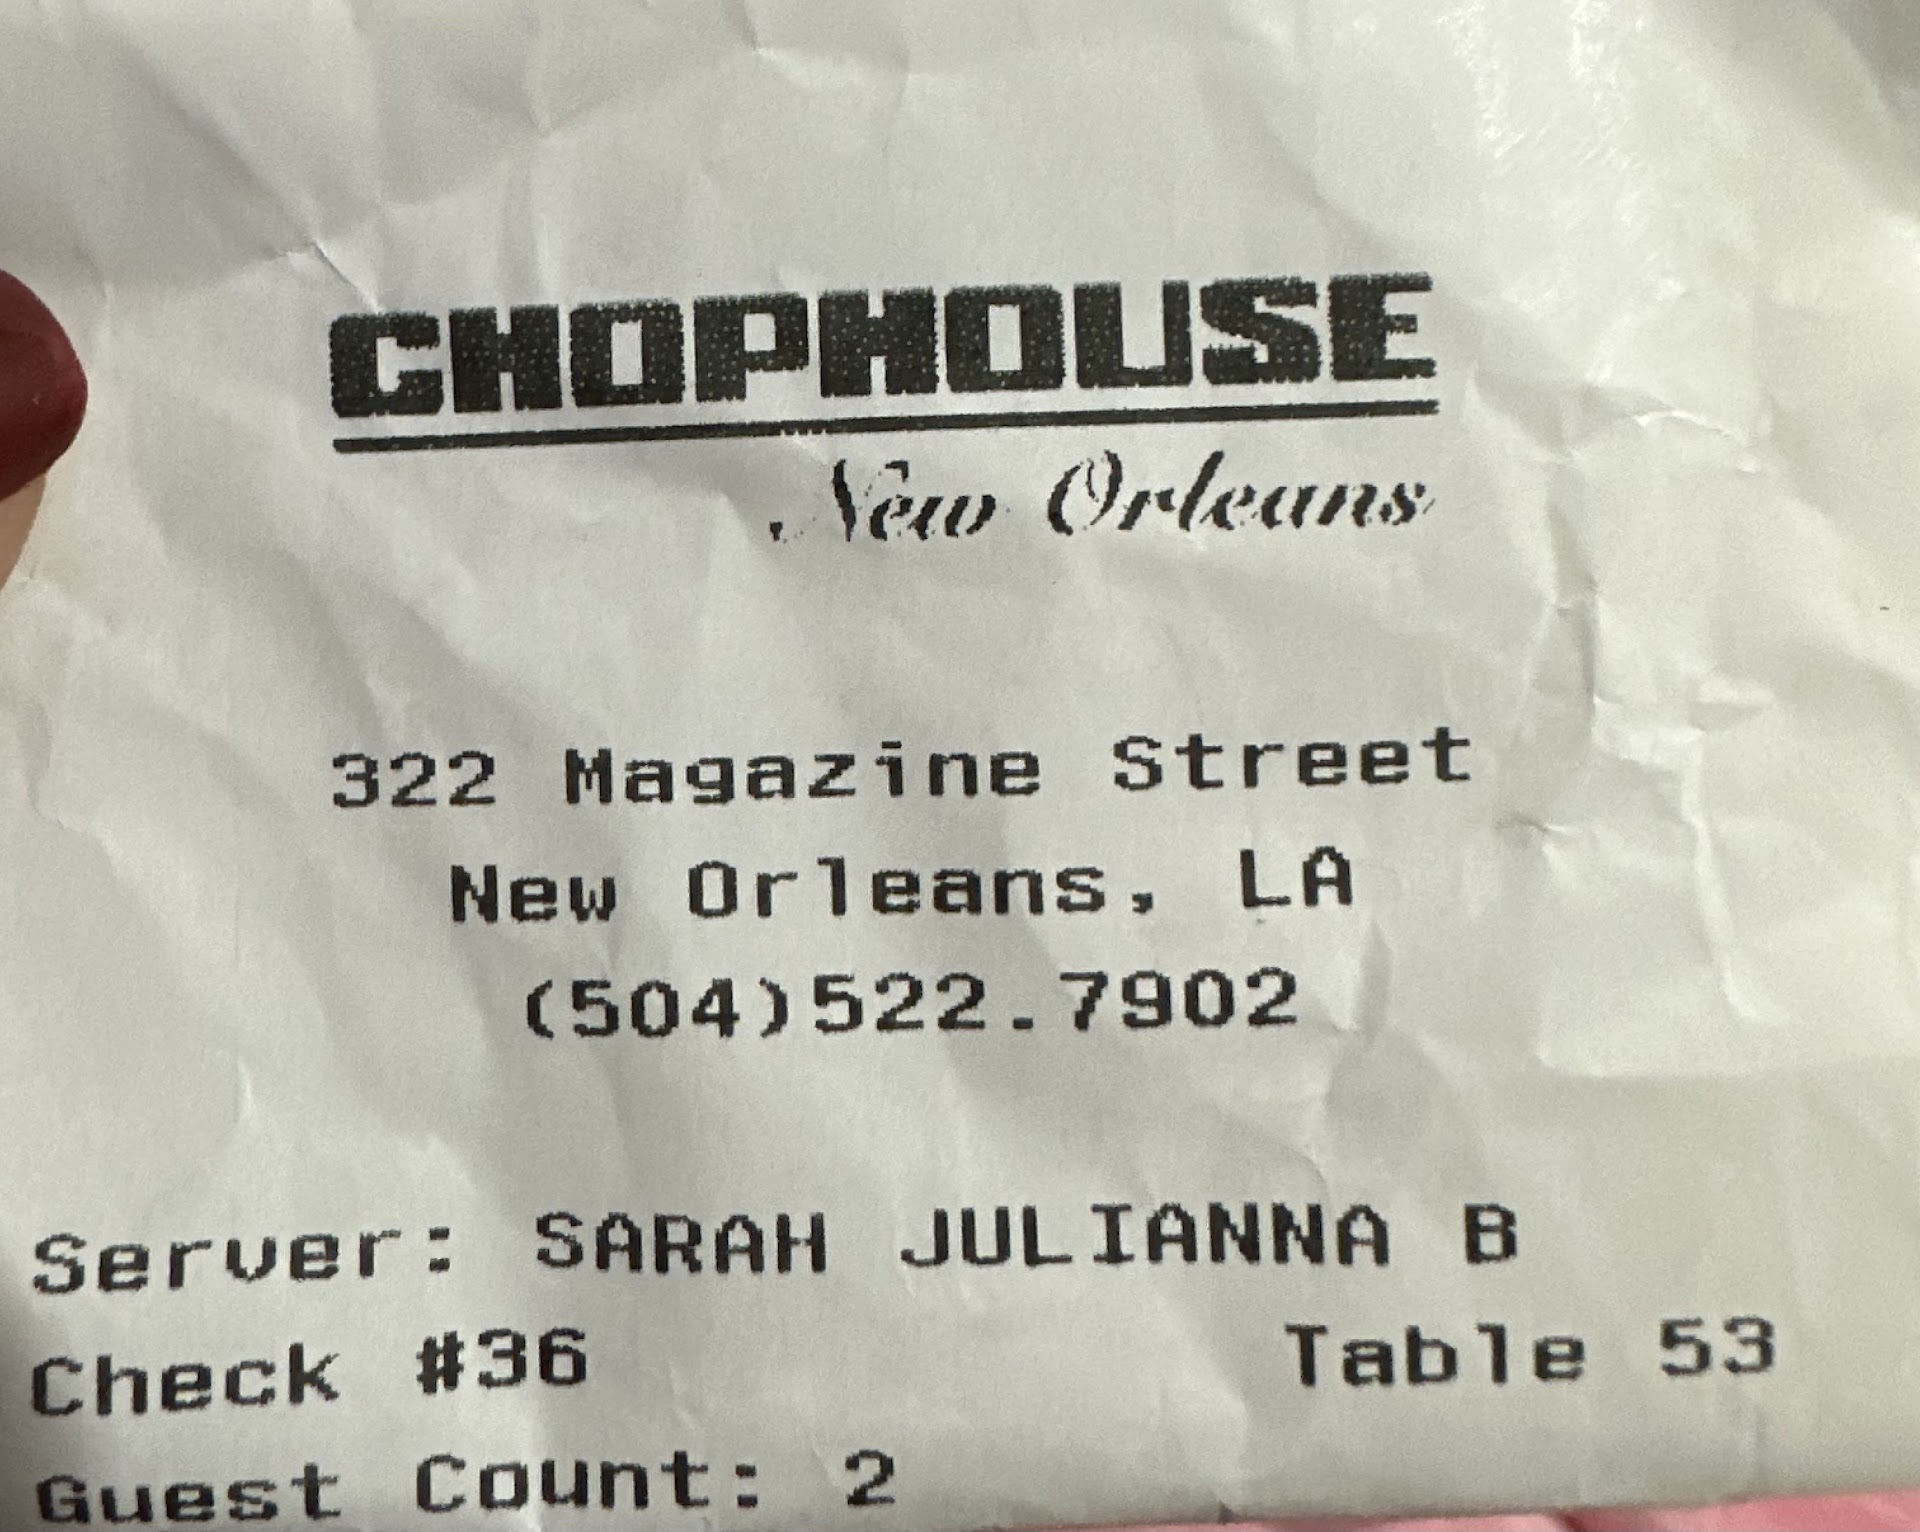 CHOPHOUSE
New Orleans
322 Magazine Street
New Orleans, LA
(504)522.7902
Server: SARAH JULIANNA B
Check #36 Table 53
Guest Count: 2